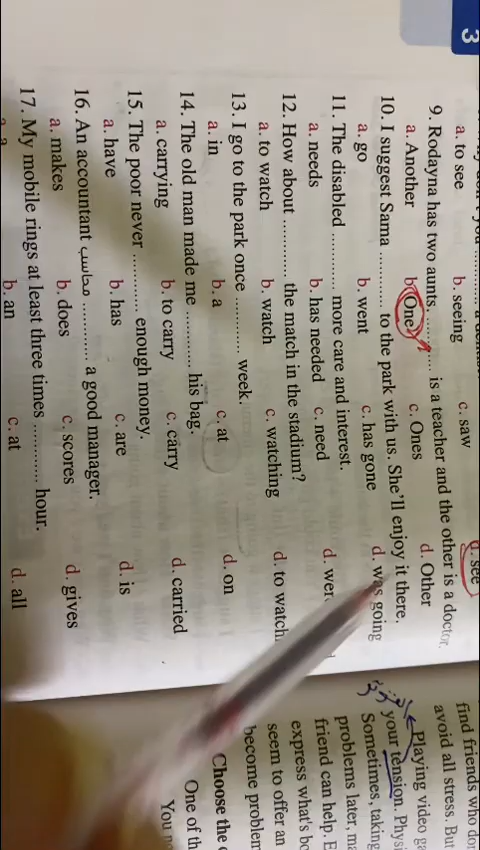 3
a. to see b. seeing c. saw d. see
9. Rodayna has two aunts. ... is a teacher and the other is a doctor.
a. Another b. One c. Ones d. Other
10. I suggest Sama ............ to the park with us. She'll enjoy it there.
a. go b. went c. has gone d. was going
11. The disabled ............ more care and interest.
a. needs b. has needed c. need
12. How about ............ the match in the stadium?
a. to watch b. watch c. watching d. to watch
13. I go to the park once ............ week.
a. in b. a c. at d. on
14. The old man made me ............ his bag.
a. carrying b. to carry c. carry d. carried
15. The poor never ............ enough money.
a. have b. has c. are d. is
16. An accountant محاسب ............ a good manager.
a. makes b. does c. scores d. gives
17. My mobile rings at least three times ............ hour.
b. an c. at d. all
find friends who
avoid all stress. But
Playing video
your tension.
Sometimes, taking
problems later,
friend can help.
express what's
seem to offer an
become
Choose the
One of
You